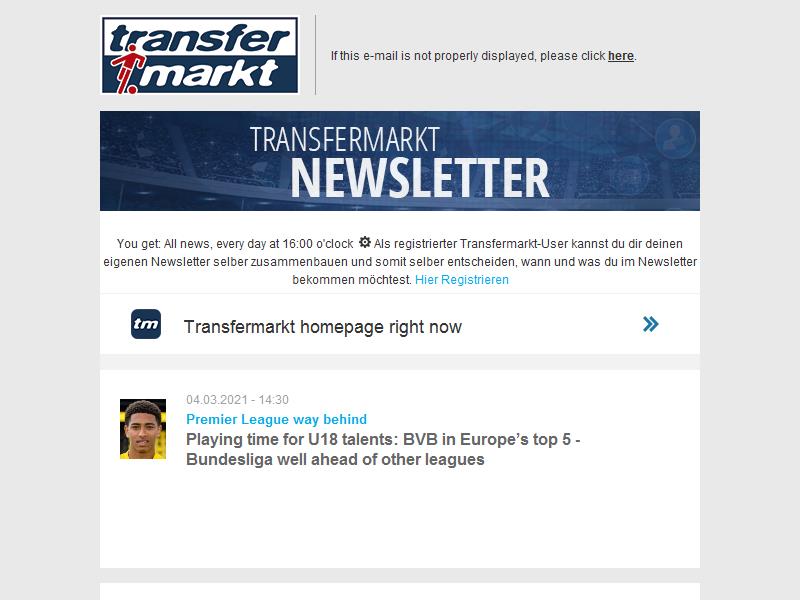 transfer
markt
If this e-mail is not properly displayed, please click here.
TRANSFERMARKT
NEWSLETTER
You get: All news, every day at 16:00 o'clock Als registrierter Transfermarkt-User kannst du dir deinen
eigenen Newsletter selber zusammenbauen und somit selber entscheiden, wann und was du im Newsletter
bekommen möchtest. Hier Registrieren
tm
Transfermarkt homepage right now
04.03.2021 - 14:30
Premier League way behind
Playing time for U18 talents: BVB in Europe’s top 5 -
Bundesliga well ahead of other leagues